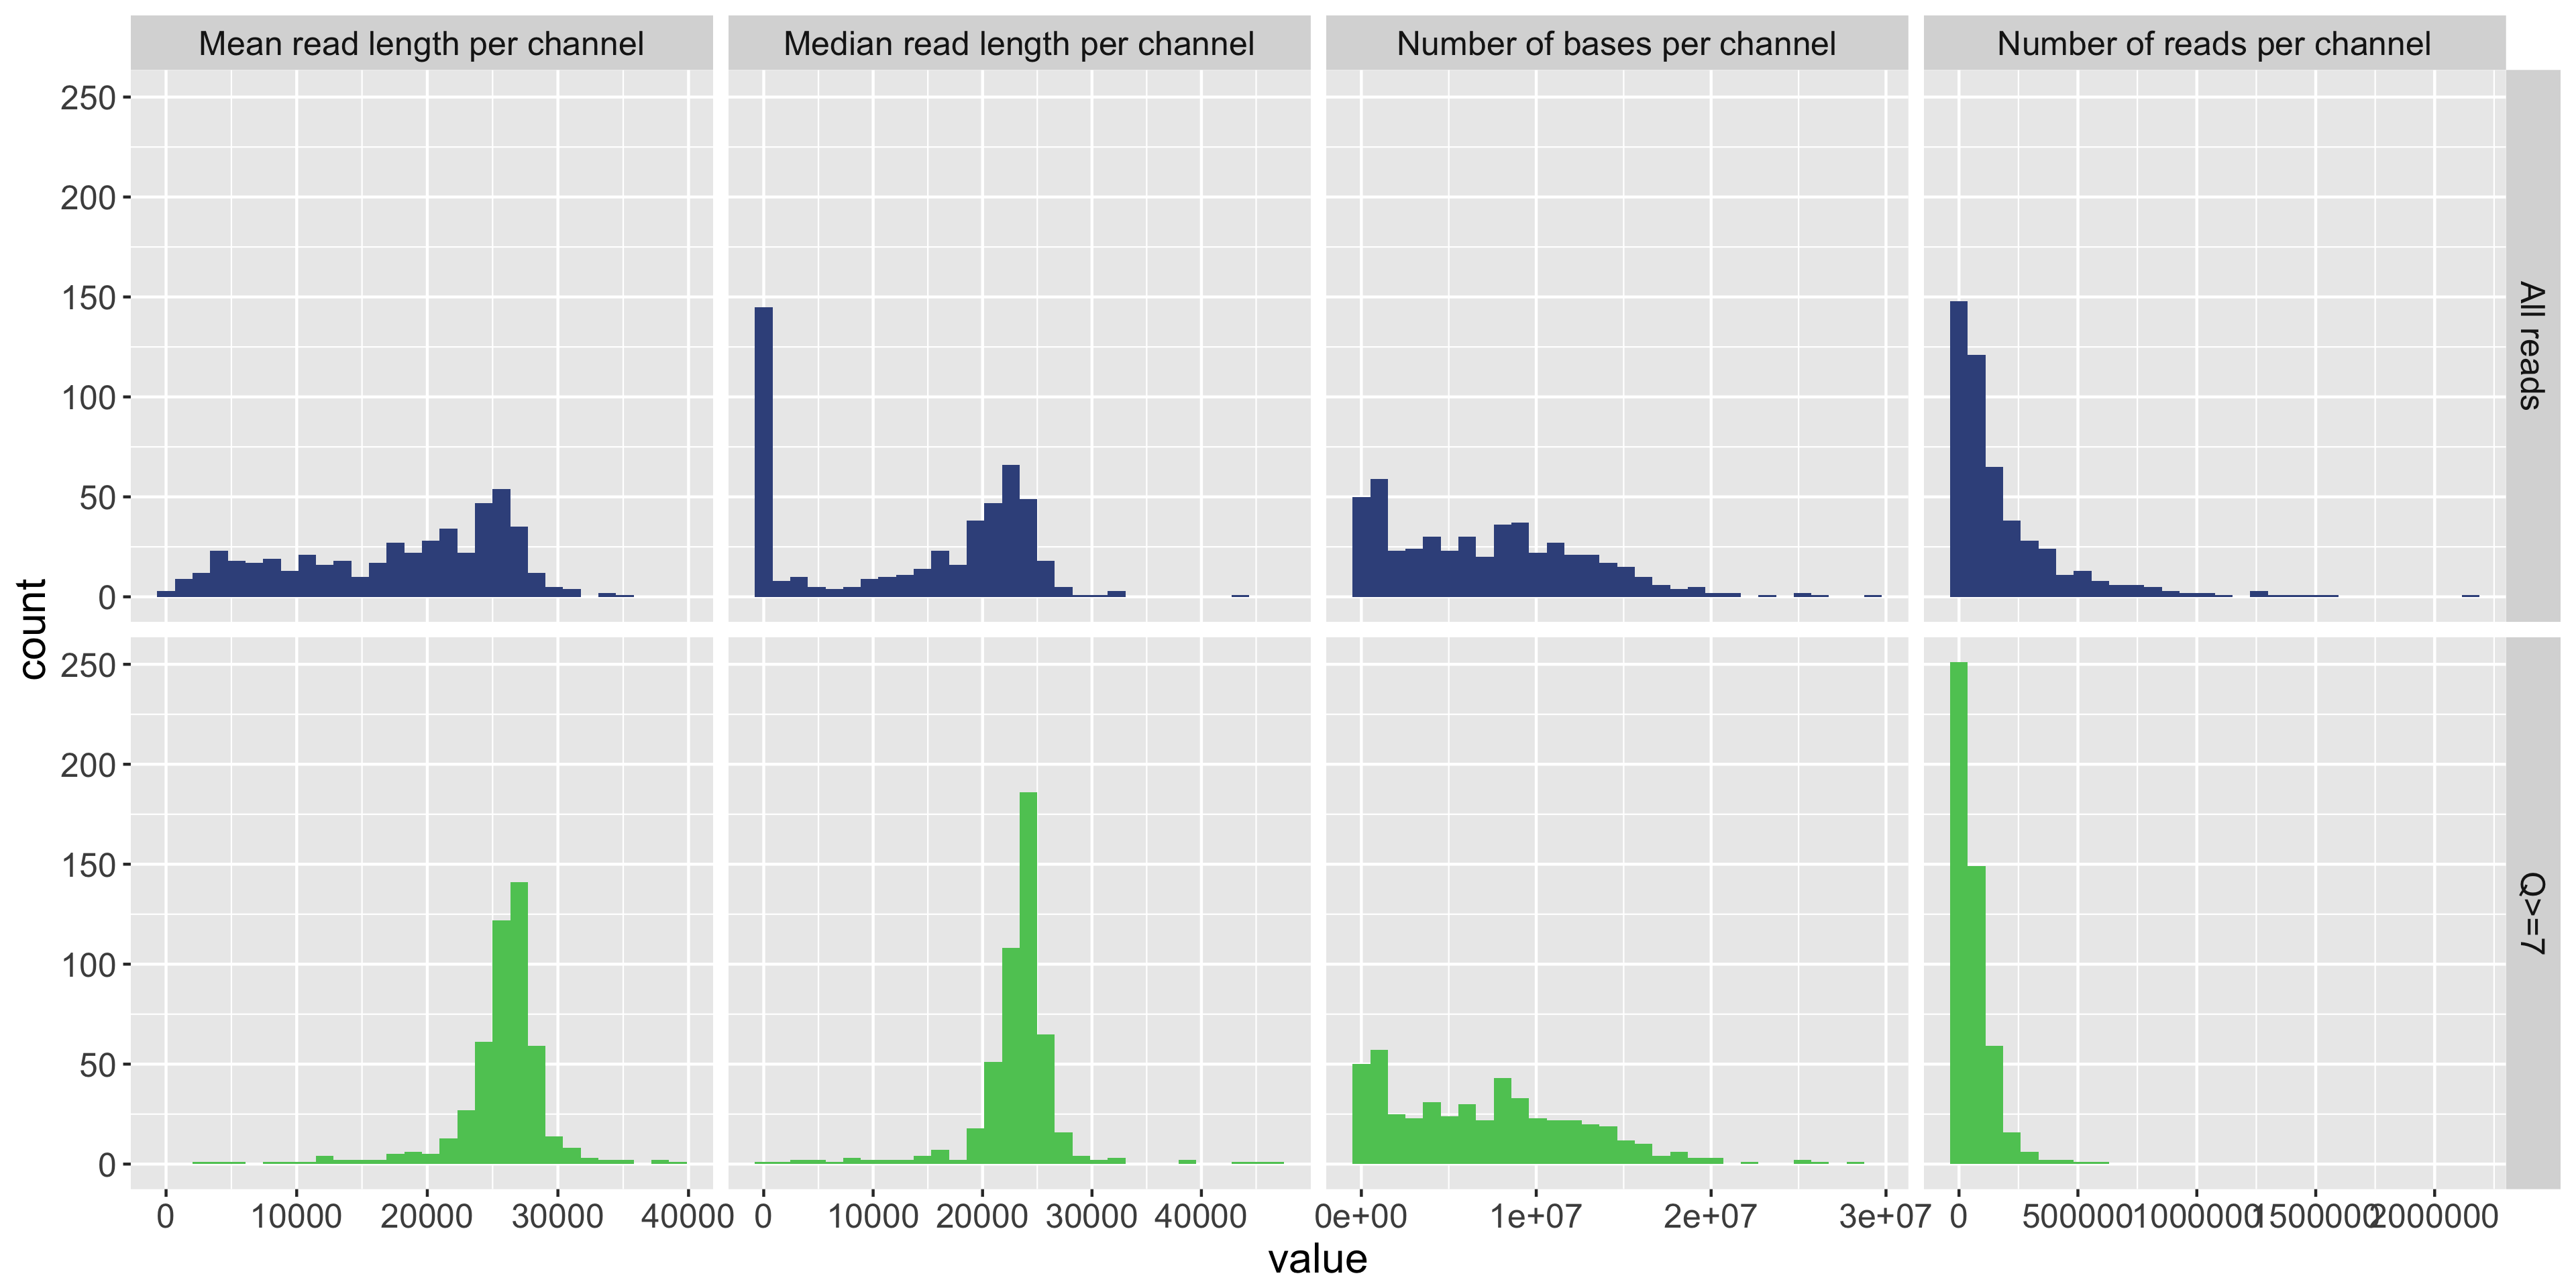 Mean read length per channel
Median read length per channel
Number of bases per channel
Number of reads per channel
250
200
150
100
50
0
All reads
count
250
200
150
100
50
0
Q>=7
0 10000 20000 30000 40000
0 10000 20000 30000 40000
0e+00 1e+07 2e+07 3e+07
0 500000 1000000 1500000 2000000
value